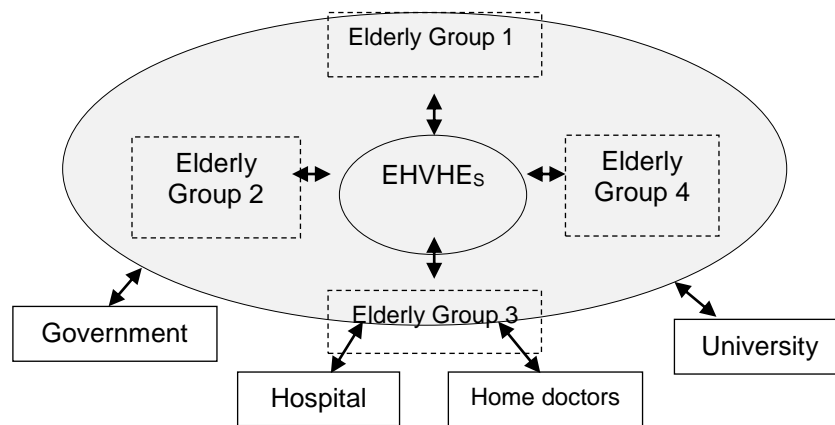 Elderly Group 1
Elderly
Group 2
EHVHEs
Elderly
Group 4
Elderly Group 3
Government
University
Hospital
Home doctors